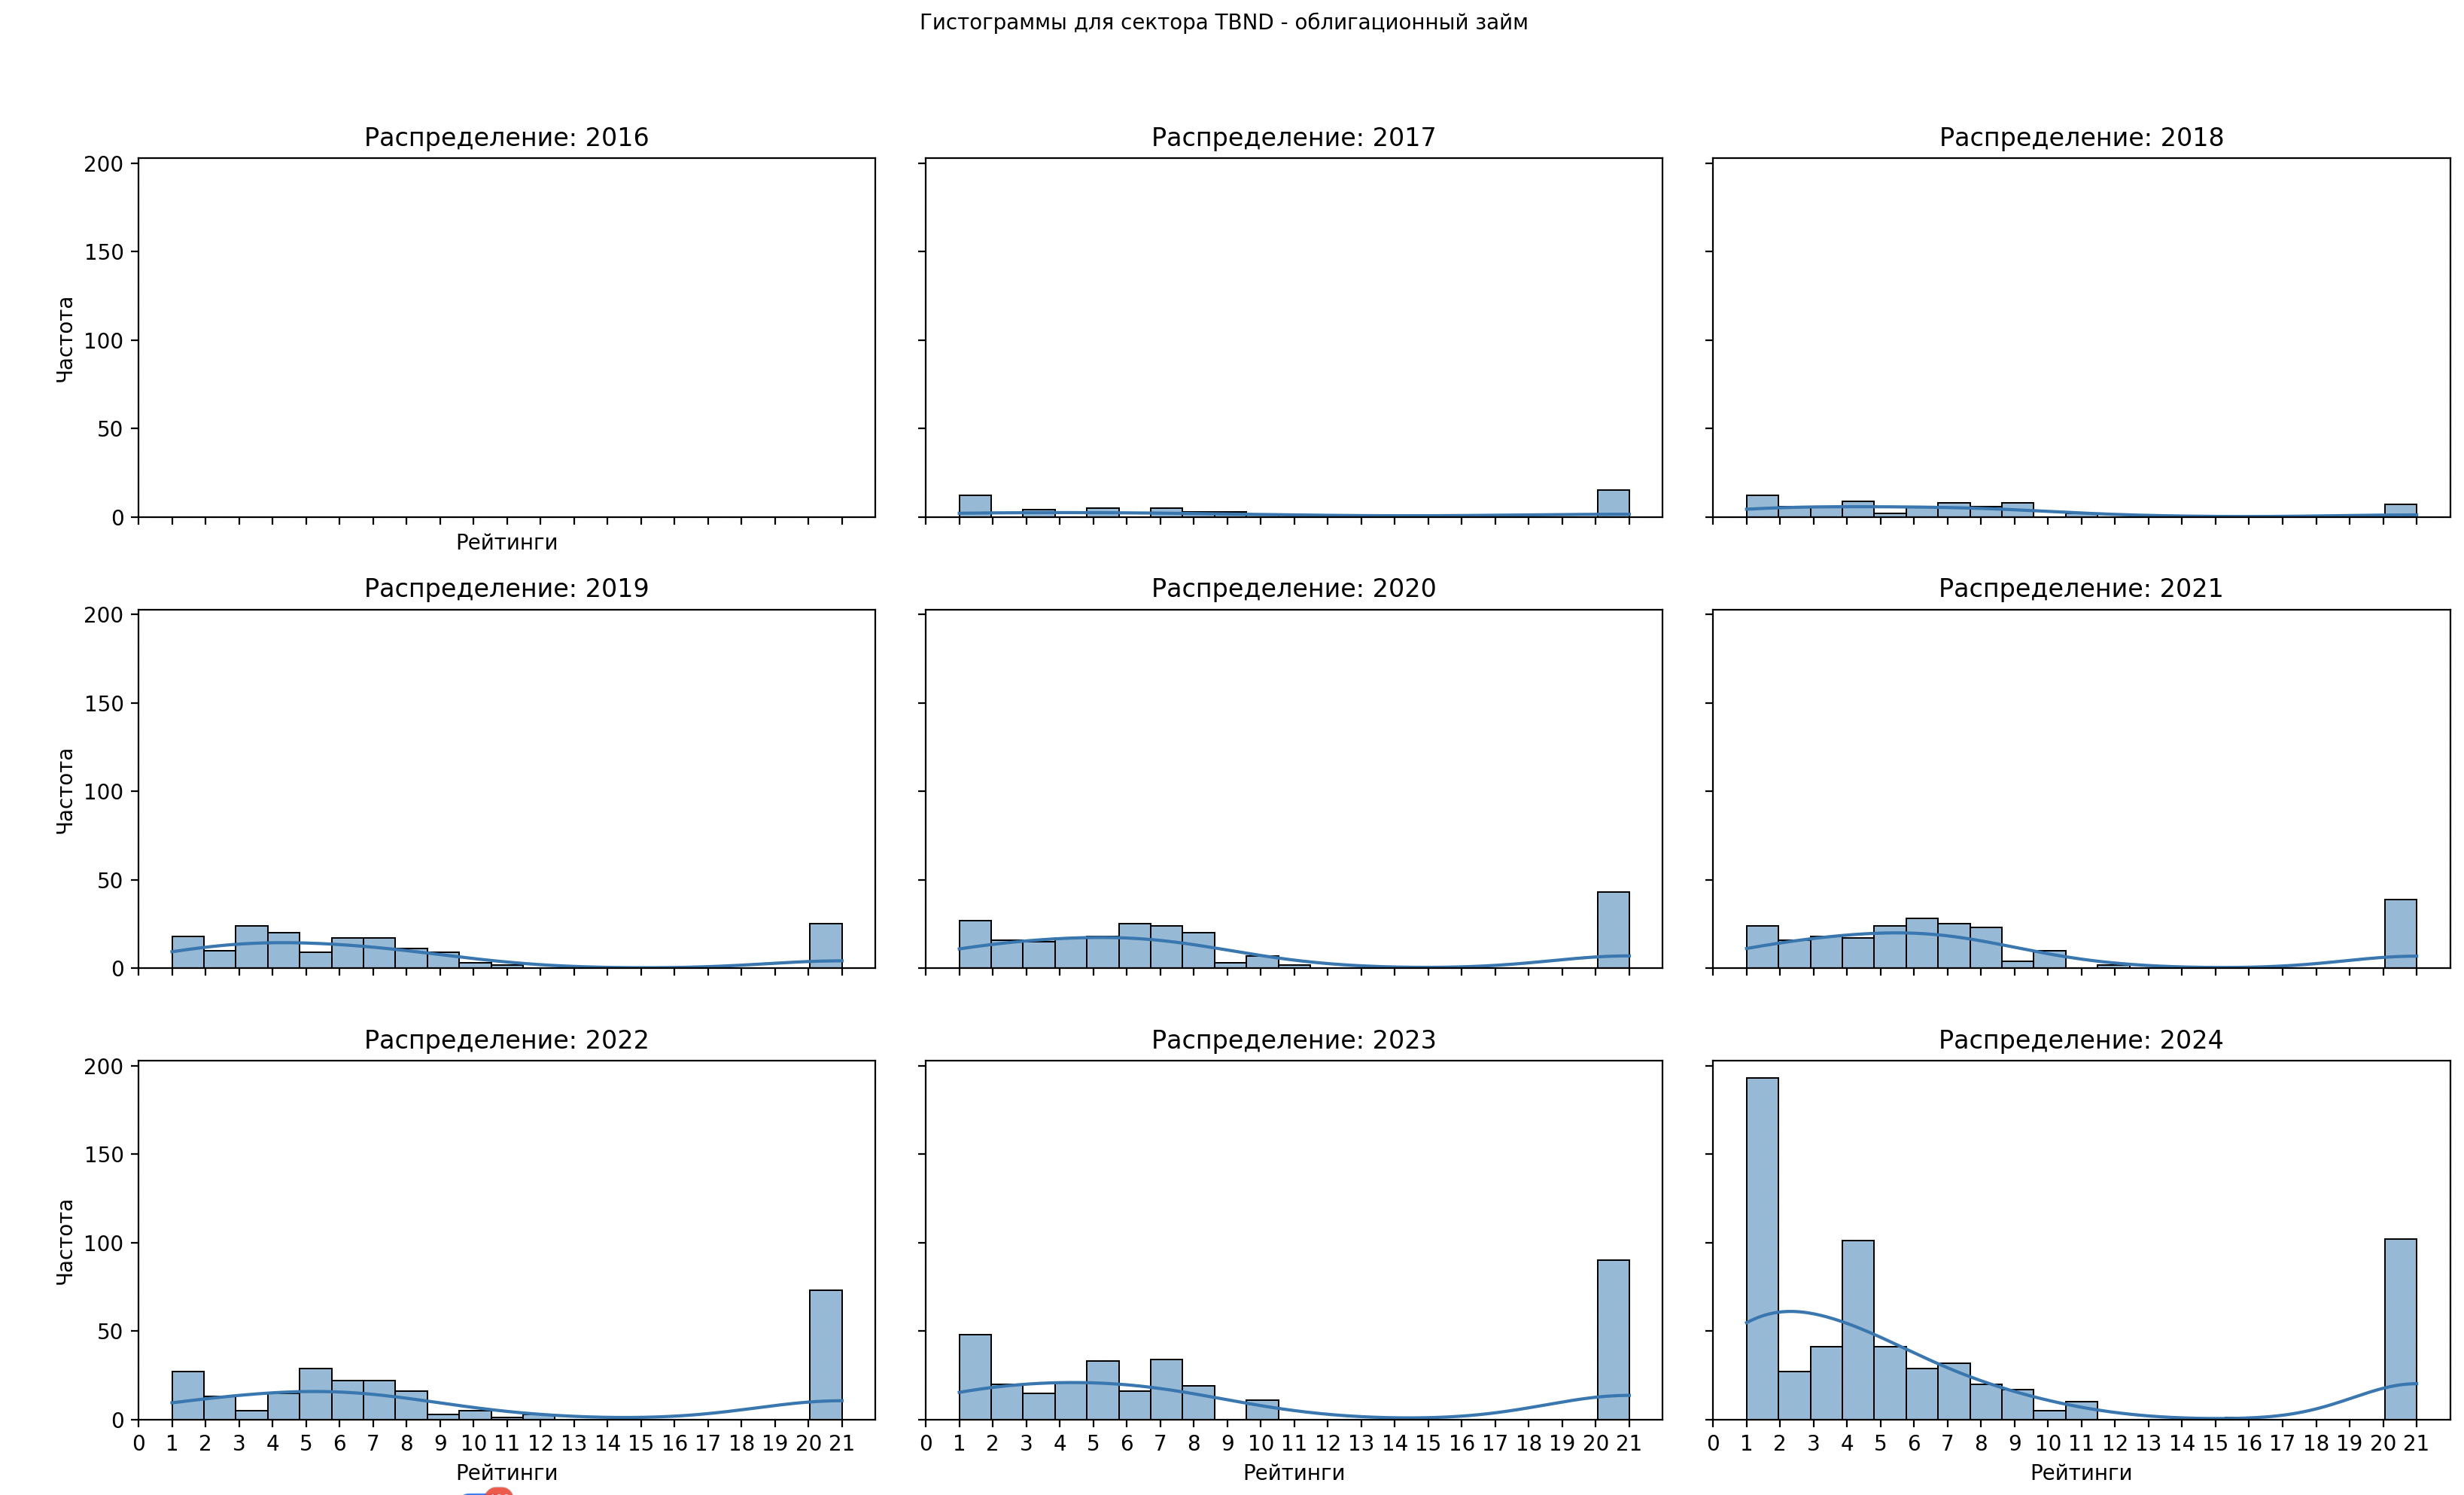 Гистограммы для сектора TBND - облигационный займ
Распределение: 2016
Распределение: 2017
Распределение: 2018
200
150
100
50
0
Частота
Рейтинги
Распределение: 2019
Распределение: 2020
Распределение: 2021
200
150
100
50
0
Частота
Распределение: 2022
Распределение: 2023
Распределение: 2024
200
150
100
50
0
Частота
0 1 2 3 4 5 6 7 8 9 10 11 12 13 14 15 16 17 18 19 20 21
0 1 2 3 4 5 6 7 8 9 10 11 12 13 14 15 16 17 18 19 20 21
0 1 2 3 4 5 6 7 8 9 10 11 12 13 14 15 16 17 18 19 20 21
Рейтинги
Рейтинги
Рейтинги